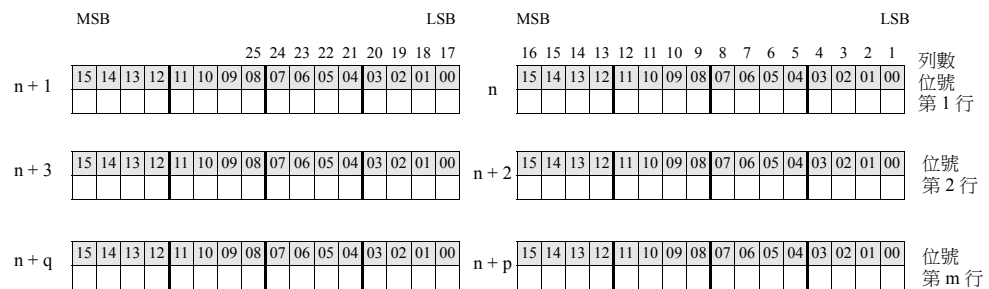 MSB LSB MSB LSB
25 24 23 22 21 20 19 18 17 16 15 14 13 12 11 10 9 8 7 6 5 4 3 2 1 列數
n + 1 15 14 13 12 11 10 09 08 07 06 05 04 03 02 01 00 n 15 14 13 12 11 10 09 08 07 06 05 04 03 02 01 00 位號
第 1 行
n + 3 15 14 13 12 11 10 09 08 07 06 05 04 03 02 01 00 n + 2 15 14 13 12 11 10 09 08 07 06 05 04 03 02 01 00 位號
第 2 行
n + q 15 14 13 12 11 10 09 08 07 06 05 04 03 02 01 00 n + p 15 14 13 12 11 10 09 08 07 06 05 04 03 02 01 00 位號
第 m 行